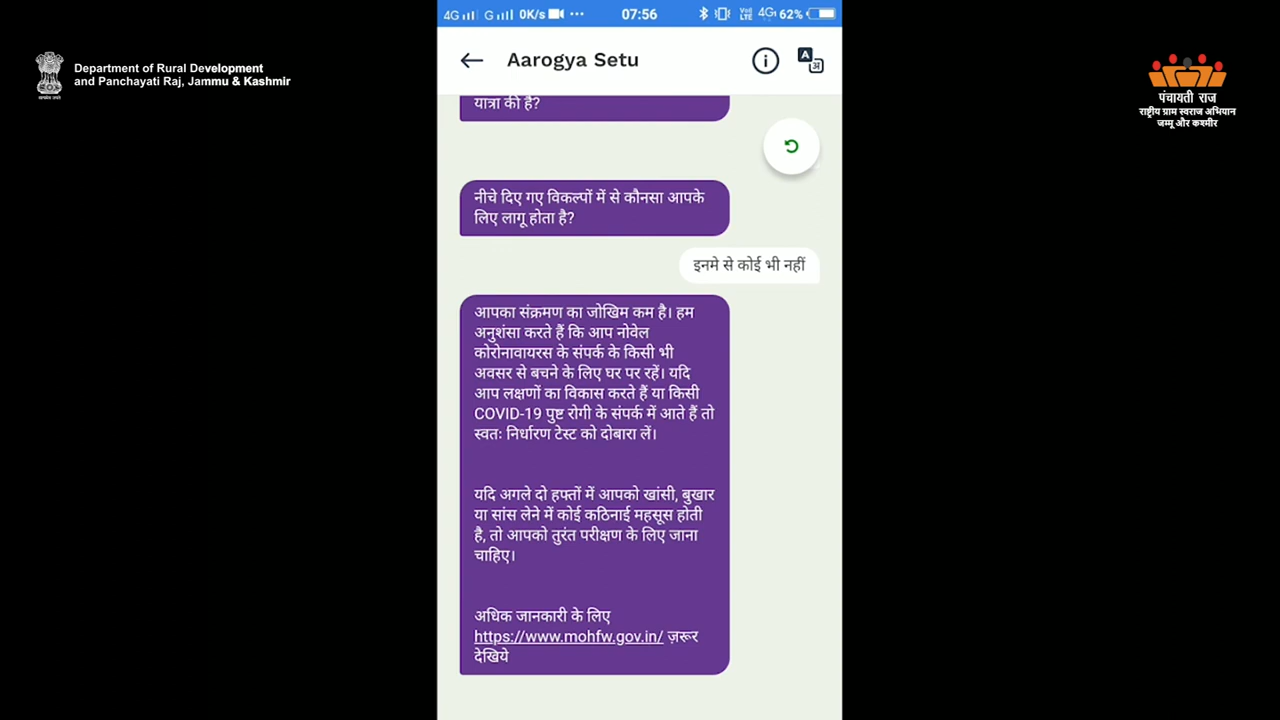 4G G 0K/s ... 07:56 VoD LTE 4G 62%
Department of Rural Development
and Panchayati Raj, Jammu & Kashmir
Aarogya Setu
A
अ
पंचायती राज
राष्ट्रीय ग्राम स्वराज अभियान
जम्मू और कश्मीर
यात्रा की है?
नीचे दिए गए विकल्पों में से कौनसा आपके
लिए लागू होता है?
इनमे से कोई भी नहीं
आपका संक्रमण का जोखिम कम है। हम
अनुशंसा करते हैं कि आप नोवेल
कोरोनावायरस के संपर्क के किसी भी
अवसर से बचने के लिए घर पर रहें। यदि
आप लक्षणों का विकास करते हैं या किसी
COVID-19 पुष्ट रोगी के संपर्क में आते हैं तो
स्वतः निर्धारण टेस्ट को दोबारा लें।
यदि अगले दो हफ्तों में आपको खांसी, बुखार
या सांस लेने में कोई कठिनाई महसूस होती
है, तो आपको तुरंत परीक्षण के लिए जाना
चाहिए।
अधिक जानकारी के लिए
https://www.mohfw.gov.in/ ज़रूर
देखिये